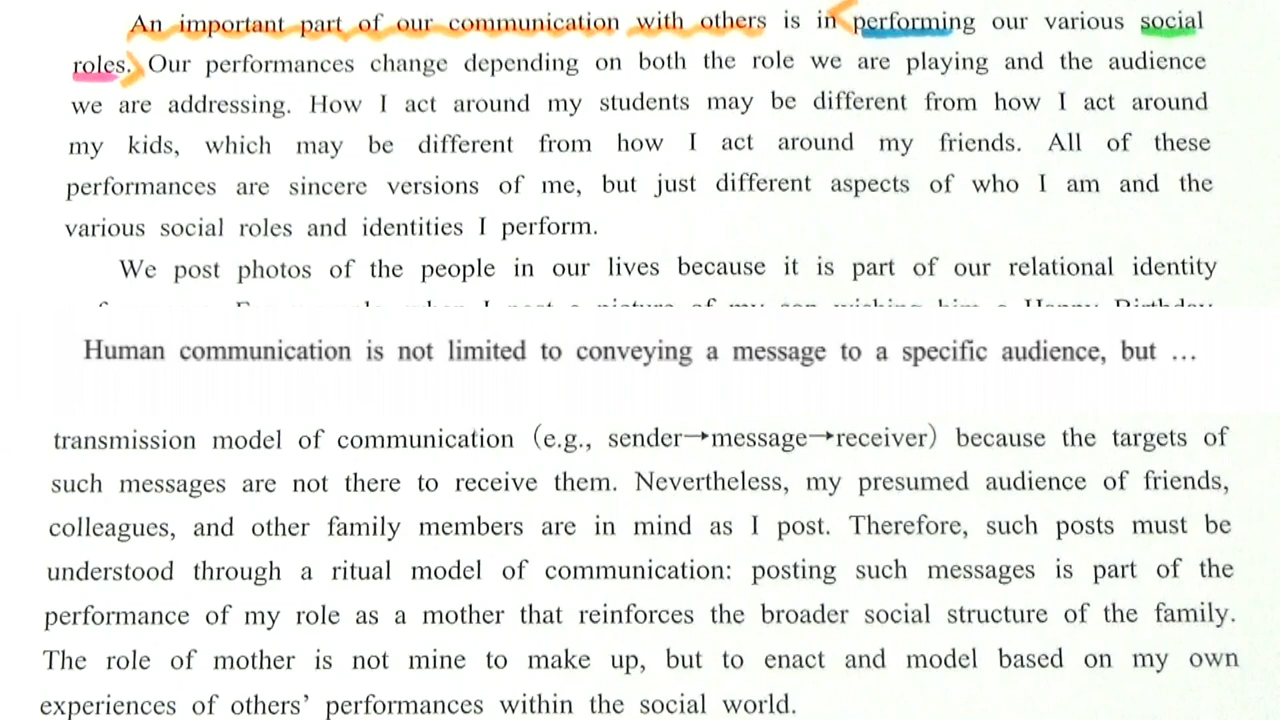 An important part of our communication with others is in performing our various social
roles. Our performances change depending on both the role we are playing and the audience
we are addressing. How I act around my students may be different from how I act around
my kids, which may be different from how I act around my friends. All of these
performances are sincere versions of me, but just different aspects of who I am and the
various social roles and identities I perform.
We post photos of the people in our lives because it is part of our relational identity
Human communication is not limited to conveying a message to a specific audience, but …
transmission model of communication (e.g., sender→message→receiver) because the targets of
such messages are not there to receive them. Nevertheless, my presumed audience of friends,
colleagues, and other family members are in mind as I post. Therefore, such posts must be
understood through a ritual model of communication: posting such messages is part of the
performance of my role as a mother that reinforces the broader social structure of the family.
The role of mother is not mine to make up, but to enact and model based on my own
experiences of others' performances within the social world.